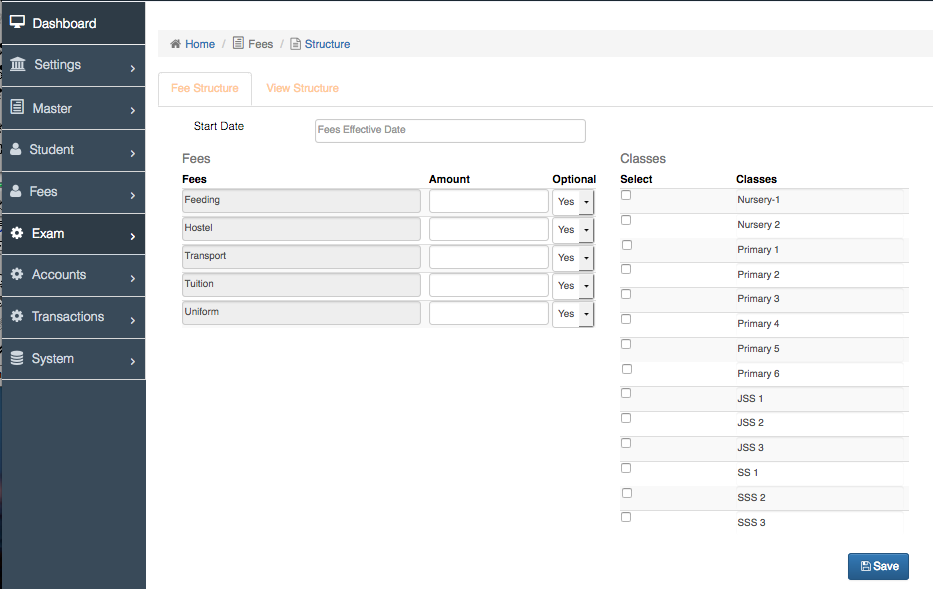 Dashboard
Settings
Master
Student
Fees
Exam
Accounts
Transactions
System
Home / Fees / Structure
Fee Structure View Structure
Start Date Fees Effective Date
Fees
Fees Amount Optional
Feeding Yes
Hostel Yes
Transport Yes
Tuition Yes
Uniform Yes
Classes
Select Classes
Nursery-1
Nursery 2
Primary 1
Primary 2
Primary 3
Primary 4
Primary 5
Primary 6
JSS 1
JSS 2
JSS 3
SS 1
SSS 2
SSS 3
Save